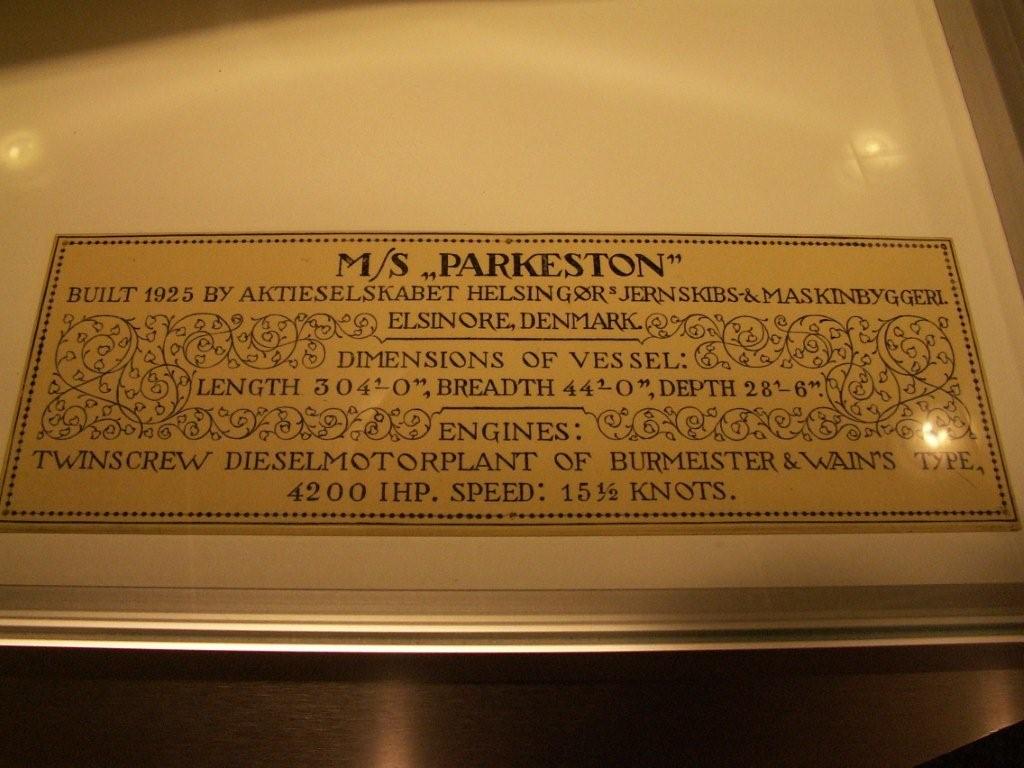 M/S „PARKESTON”
BUILT 1925 BY AKTIESELSKABET HELSINGØRˢ JERNSKIBS-& MASKINBYGGERI.
ELSINORE, DENMARK.
DIMENSIONS OF VESSEL:
LENGTH 304'-0", BREADTH 44'-0", DEPTH 28'-6".
ENGINES:
TWINSCREW DIESELMOTORPLANT OF BURMEISTER & WAIN'S TYPE,
4200 IHP. SPEED: 15½ KNOTS.